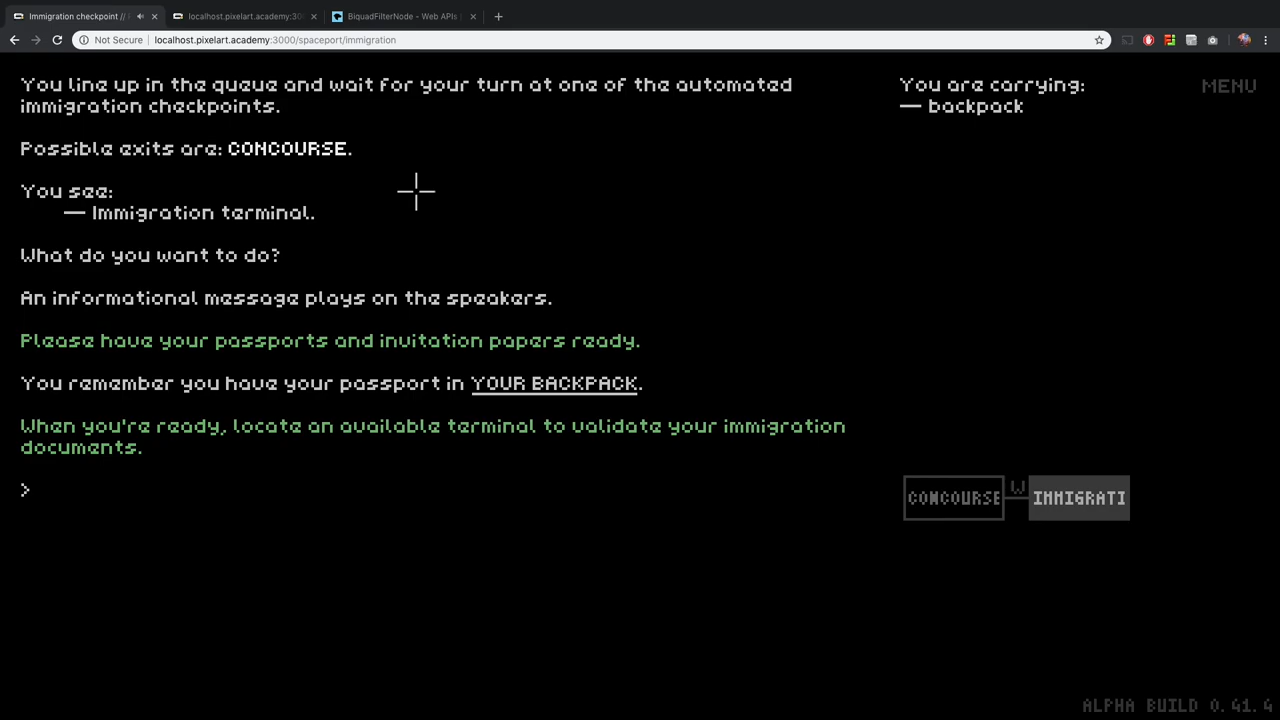 Immigration checkpoint // 
localhost.pixelart.academy:30
BiquadFilterNode - Web APIs |
Not Secure | localhost.pixelart.academy:3000/spaceport/immigration
You line up in the queue and wait for your turn at one of the automated
immigration checkpoints.
Possible exits are: CONCOURSE.
You see:
— Immigration terminal.
What do you want to do?
An informational message plays on the speakers.
Please have your passports and invitation papers ready.
You remember you have your passport in YOUR BACKPACK.
When you're ready, locate an available terminal to validate your immigration
documents.
>
You are carrying:
— backpack
MENU
CONCOURSE W IMMIGRATI
ALPHA BUILD 0.41.4